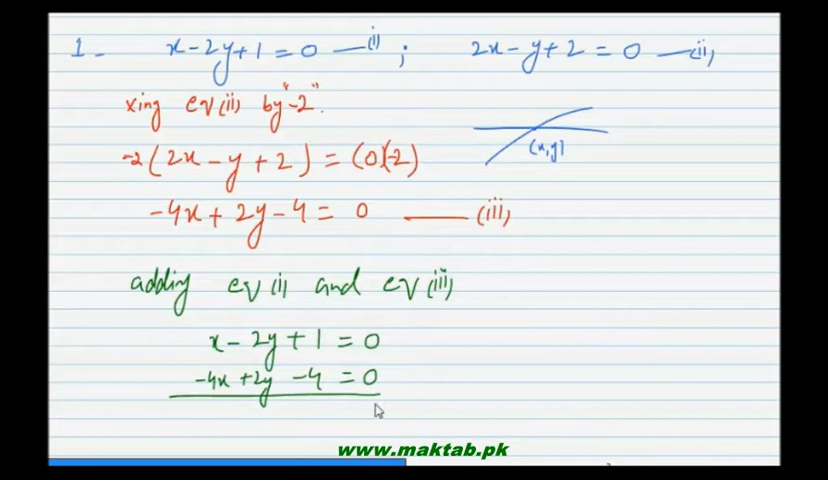 1- x-2y+1=0 —(i) ; 2x-y+2=0 —(ii)
xing eq(ii) by "-2".
-2(2x-y+2)=(0)(-2)
(x,y)
-4x+2y-4=0 —(iii)
adding eq(i) and eq(iii)
x-2y+1=0
-4x+2y-4=0
www.maktab.pk